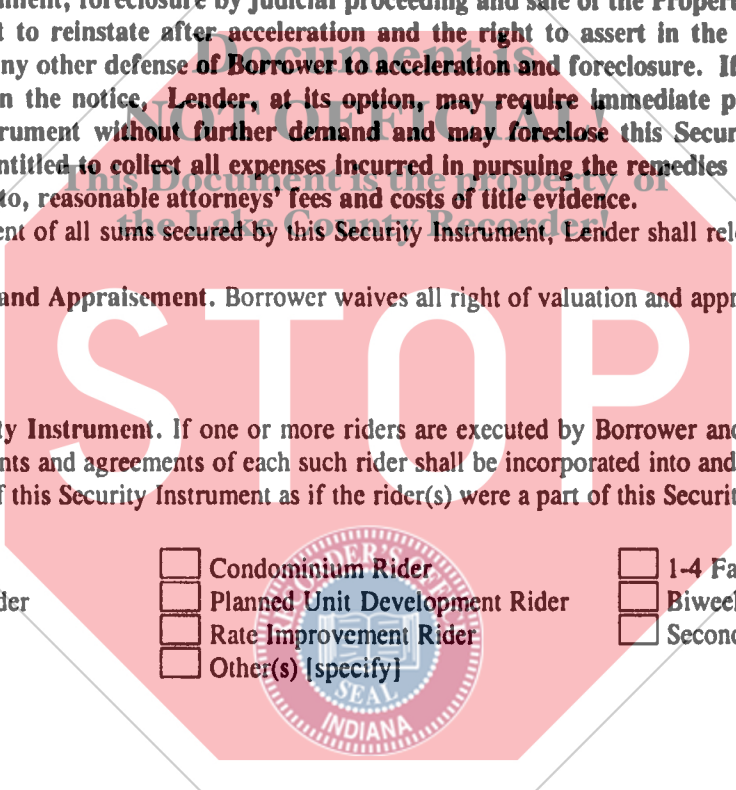 ment, foreclosure by judicial proceeding and sale of the Propert
t to reinstate after acceleration and the right to assert in the
Document is
ny other defense of Borrower to acceleration and foreclosure. If
n the notice, Lender, at its option, may require immediate p
NOT OFFICIAL!
trument without further demand and may foreclose this Secur
ntitled to collect all expenses incurred in pursuing the remedies
This Document is the property of
to, reasonable attorneys' fees and costs of title evidence.
the Lake County Recorder!
ent of all sums secured by this Security Instrument, Lender shall rel
and Appraisement. Borrower waives all right of valuation and appr
STOP
ty Instrument. If one or more riders are executed by Borrower and
nts and agreements of each such rider shall be incorporated into and
f this Security Instrument as if the rider(s) were a part of this Securit
Condominium Rider
1-4 Fa
der
Planned Unit Development Rider
Biweek
Rate Improvement Rider
Second
Other(s) [specify]
SEAL
INDIANA